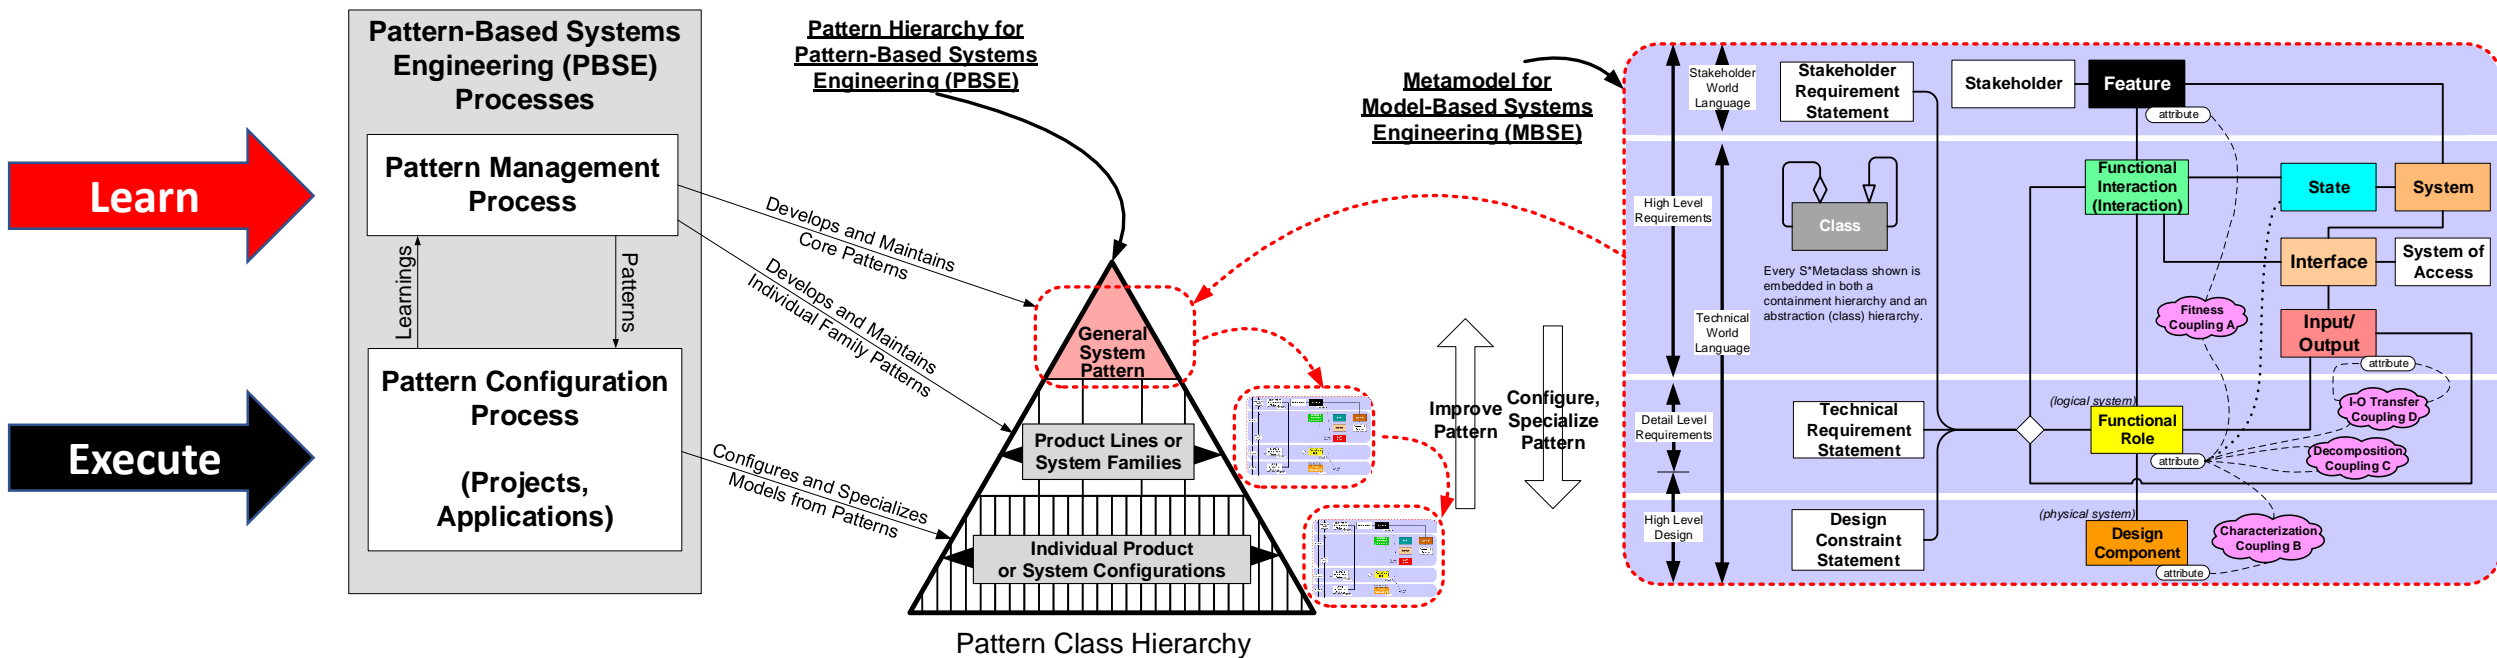 Learn
Execute
Pattern-Based Systems
Engineering (PBSE)
Processes
Pattern Management
Process
Learnings
Patterns
Pattern Configuration
Process
(Projects,
Applications)
Develops and Maintains
Core Patterns
Develops and Maintains
Individual Family Patterns
Configures and Specializes
Models from Patterns
Pattern Hierarchy for
Pattern-Based Systems
Engineering (PBSE)
General
System
Pattern
Product Lines or
System Families
Individual Product
or System Configurations
Pattern Class Hierarchy
Improve
Pattern
Configure,
Specialize
Pattern
Metamodel for
Model-Based Systems
Engineering (MBSE)
Stakeholder
World
Language
High Level
Requirements
Technical
World
Language
Detail Level
Requirements
High Level
Design
Stakeholder
Requirement
Statement
Stakeholder
Feature
attribute
Class
Every S*Metaclass shown is
embedded in both a
containment hierarchy and an
abstraction (class) hierarchy.
Functional
Interaction
(Interaction)
State
System
Interface
System of
Access
Fitness
Coupling A
Input/
Output
attribute
I-O Transfer
Coupling D
Technical
Requirement
Statement
(logical system)
Functional
Role
attribute
Decomposition
Coupling C
Design
Constraint
Statement
(physical system)
Design
Component
attribute
Characterization
Coupling B